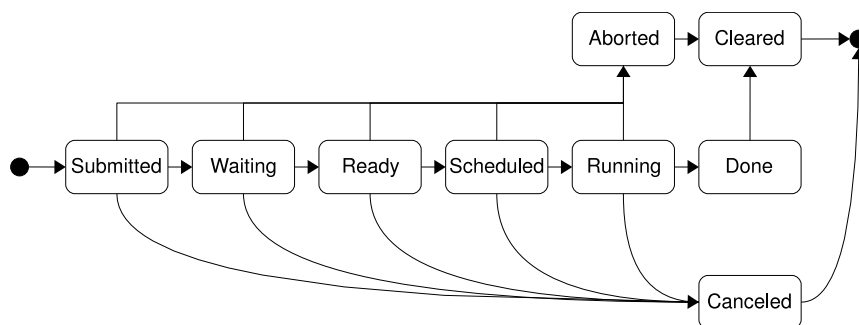 Aborted
Cleared
Submitted
Waiting
Ready
Scheduled
Running
Done
Canceled